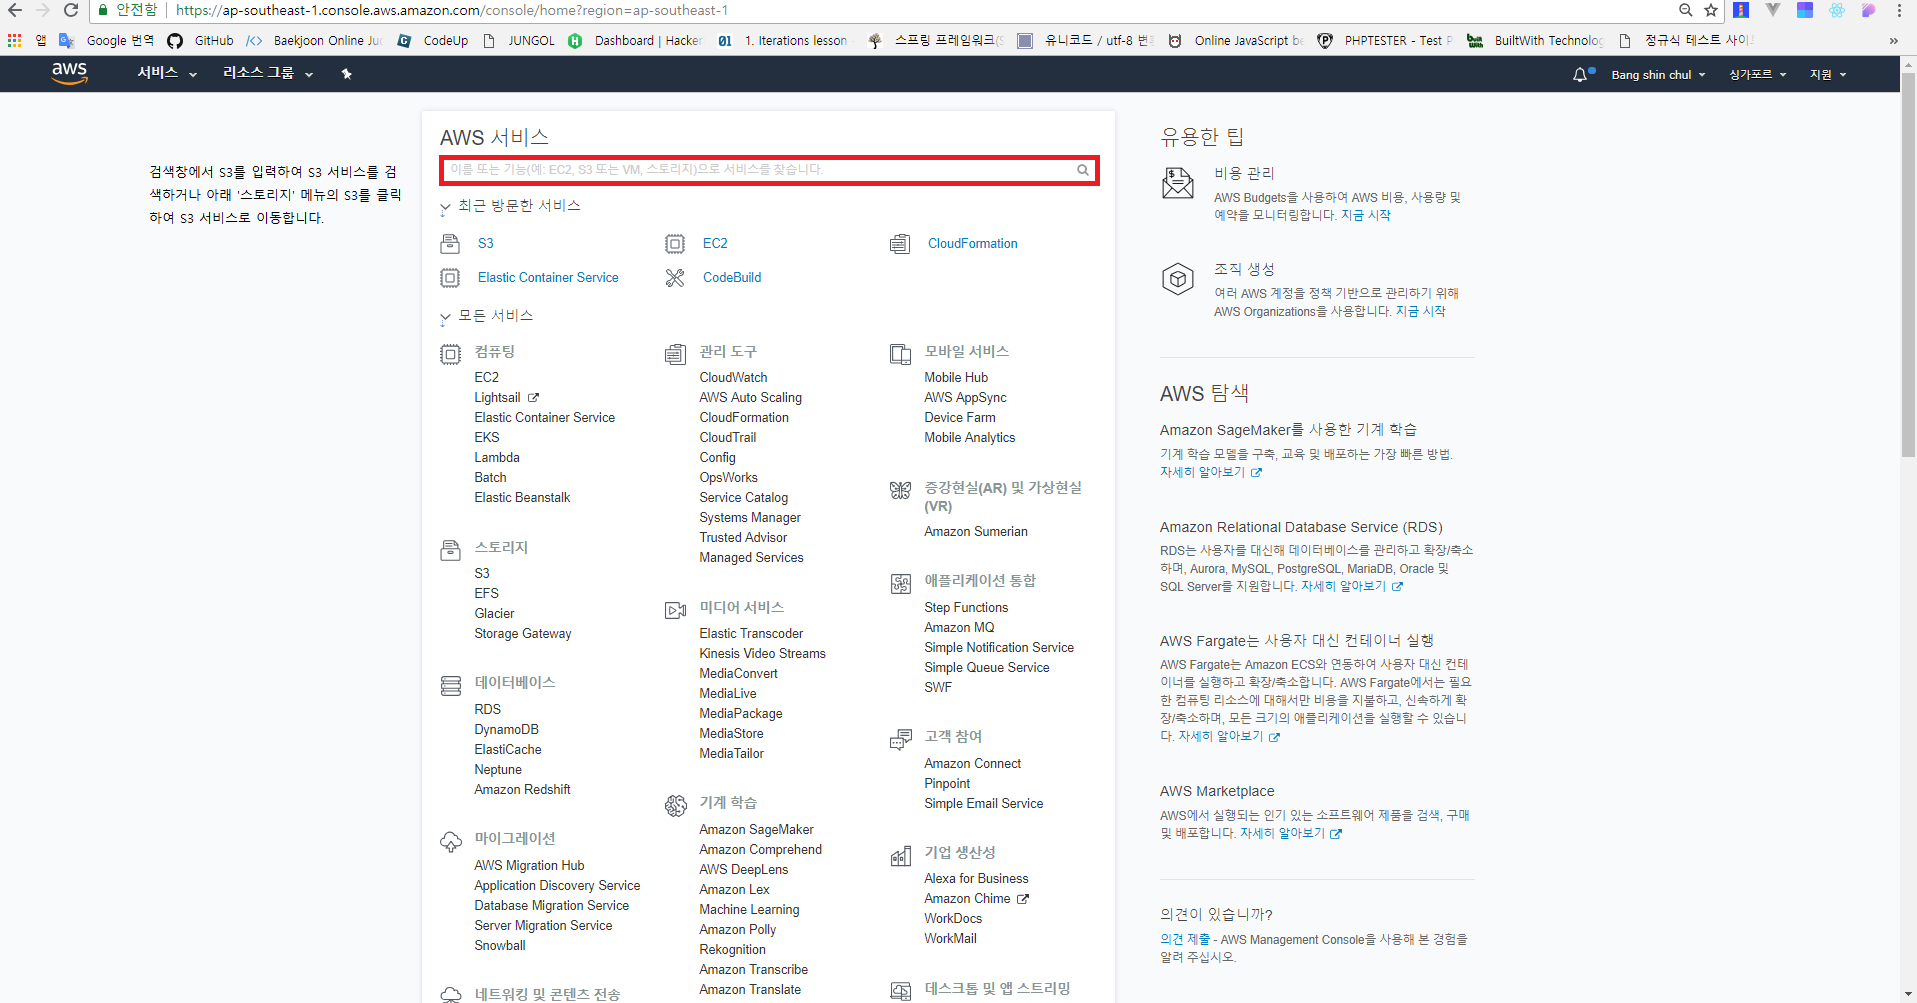 안전함 https://ap-southeast-1.console.aws.amazon.com/console/home?region=ap-southeast-1
앱 Google 번역 GitHub Baekjoon Online Ju CodeUp JUNGOL Dashboard | Hacker 1. Iterations lesson 스프링 프레임워크(S 유니코드 / utf-8 변 Online JavaScript be PHPTESTER - Test P BuiltWith Technolog 정규식 테스트 사이 »
aws 서비스 리소스 그룹 Bang shin chul 싱가포르 지원
검색창에서 S3를 입력하여 S3 서비스를 검
색하거나 아래 '스토리지' 메뉴의 S3를 클릭
하여 S3 서비스로 이동합니다.
AWS 서비스
이름 또는 기능(예: EC2, S3 또는 VM, 스토리지)으로 서비스를 찾습니다.
최근 방문한 서비스
S3
EC2
CloudFormation
Elastic Container Service
CodeBuild
모든 서비스
컴퓨팅
EC2
Lightsail
Elastic Container Service
EKS
Lambda
Batch
Elastic Beanstalk
스토리지
S3
EFS
Glacier
Storage Gateway
데이터베이스
RDS
DynamoDB
ElastiCache
Neptune
Amazon Redshift
마이그레이션
AWS Migration Hub
Application Discovery Service
Database Migration Service
Server Migration Service
Snowball
네트워킹 및 콘텐츠 전송
관리 도구
CloudWatch
AWS Auto Scaling
CloudFormation
CloudTrail
Config
OpsWorks
Service Catalog
Systems Manager
Trusted Advisor
Managed Services
미디어 서비스
Elastic Transcoder
Kinesis Video Streams
MediaConvert
MediaLive
MediaPackage
MediaStore
MediaTailor
기계 학습
Amazon SageMaker
Amazon Comprehend
AWS DeepLens
Amazon Lex
Machine Learning
Amazon Polly
Rekognition
Amazon Transcribe
Amazon Translate
모바일 서비스
Mobile Hub
AWS AppSync
Device Farm
Mobile Analytics
증강현실(AR) 및 가상현실
(VR)
Amazon Sumerian
애플리케이션 통합
Step Functions
Amazon MQ
Simple Notification Service
Simple Queue Service
SWF
고객 참여
Amazon Connect
Pinpoint
Simple Email Service
기업 생산성
Alexa for Business
Amazon Chime
WorkDocs
WorkMail
데스크톱 및 앱 스트리밍
유용한 팁
비용 관리
AWS Budgets을 사용하여 AWS 비용, 사용량 및
예약을 모니터링합니다. 지금 시작
조직 생성
여러 AWS 계정을 정책 기반으로 관리하기 위해
AWS Organizations을 사용합니다. 지금 시작
AWS 탐색
Amazon SageMaker를 사용한 기계 학습
기계 학습 모델을 구축, 교육 및 배포하는 가장 빠른 방법.
자세히 알아보기
Amazon Relational Database Service (RDS)
RDS는 사용자를 대신해 데이터베이스를 관리하고 확장/축소
하며, Aurora, MySQL, PostgreSQL, MariaDB, Oracle 및
SQL Server를 지원합니다. 자세히 알아보기
AWS Fargate는 사용자 대신 컨테이너 실행
AWS Fargate는 Amazon ECS와 연동하여 사용자 대신 컨테
이너를 실행하고 확장/축소합니다. AWS Fargate에서는 필요
한 컴퓨팅 리소스에 대해서만 비용을 지불하고, 신속하게 확
장/축소하며, 모든 크기의 애플리케이션을 실행할 수 있습니
다. 자세히 알아보기
AWS Marketplace
AWS에서 실행되는 인기 있는 소프트웨어 제품을 검색, 구매
및 배포합니다. 자세히 알아보기
의견이 있습니까?
의견 제출 - AWS Management Console을 사용해 본 경험을
알려 주십시오.